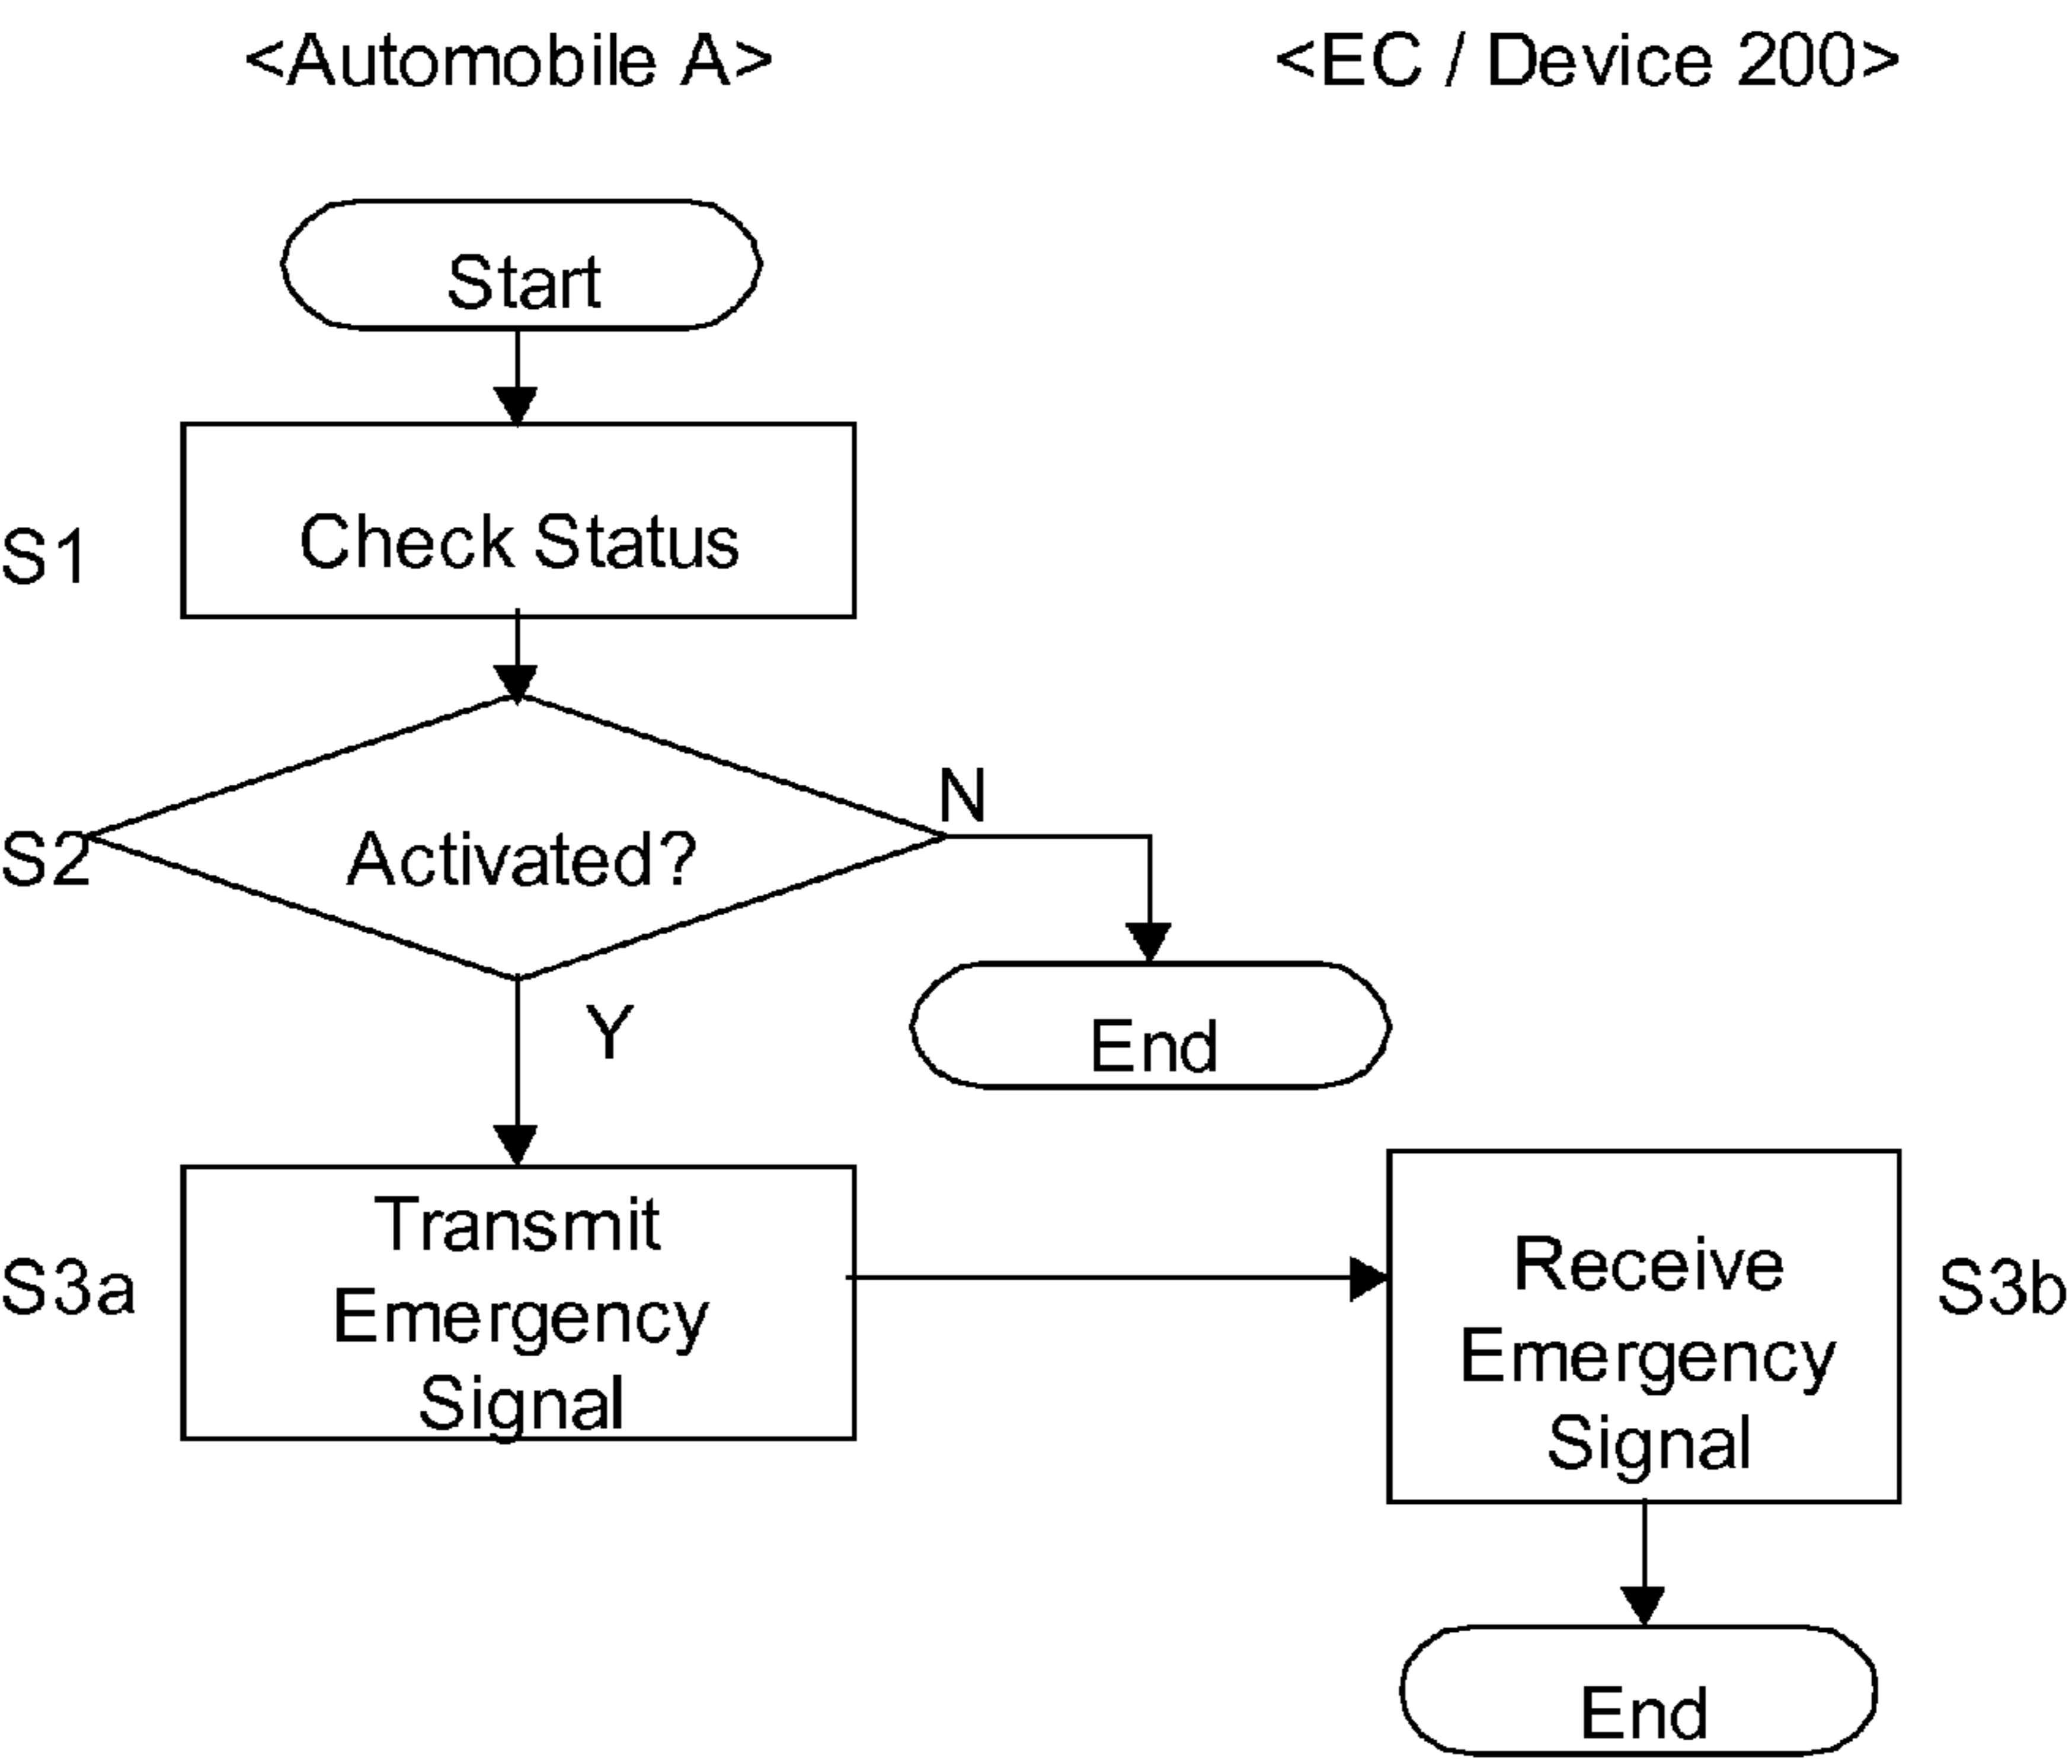 <Automobile A>
<EC / Device 200>
Start
S1
Check Status
S2
Activated?
N
Y
End
S3a
Transmit
Emergency
Signal
Receive
Emergency
Signal
S3b
End